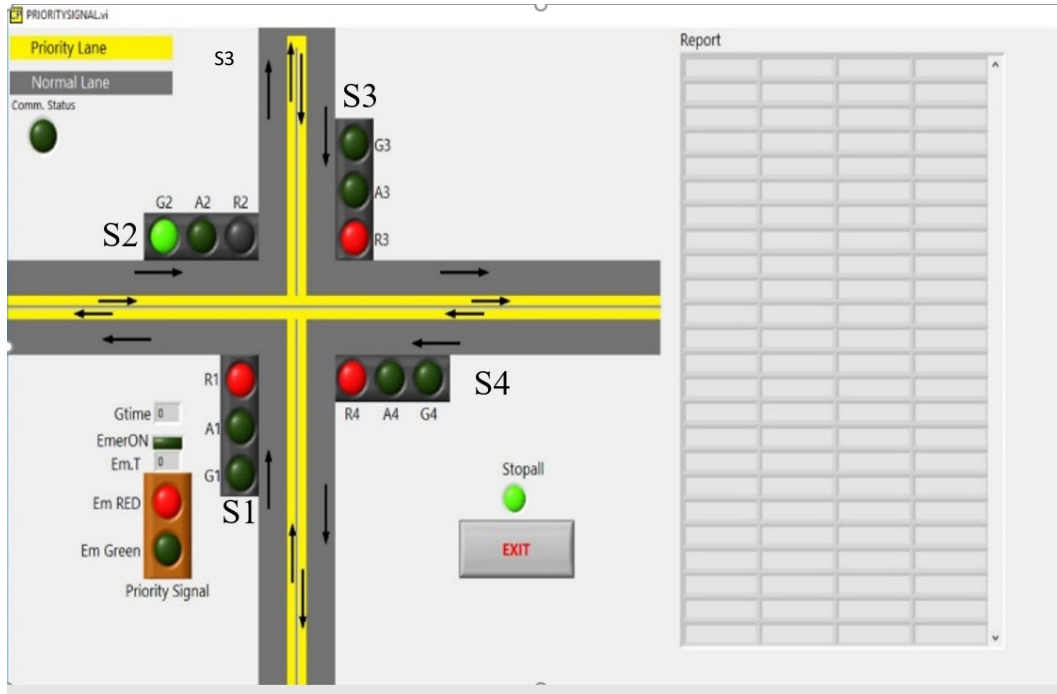 CP PRIORITYSIGNAL.vi
Priority Lane
Normal Lane
Comm. Status
S3
S3
G3
A3
R3
G2 A2 R2
S2
R1
A1
G1
S1
Gtime 0
EmerON
Em.T 0
Em RED
Em Green
Priority Signal
S4
R4 A4 G4
Stopall
EXIT
Report